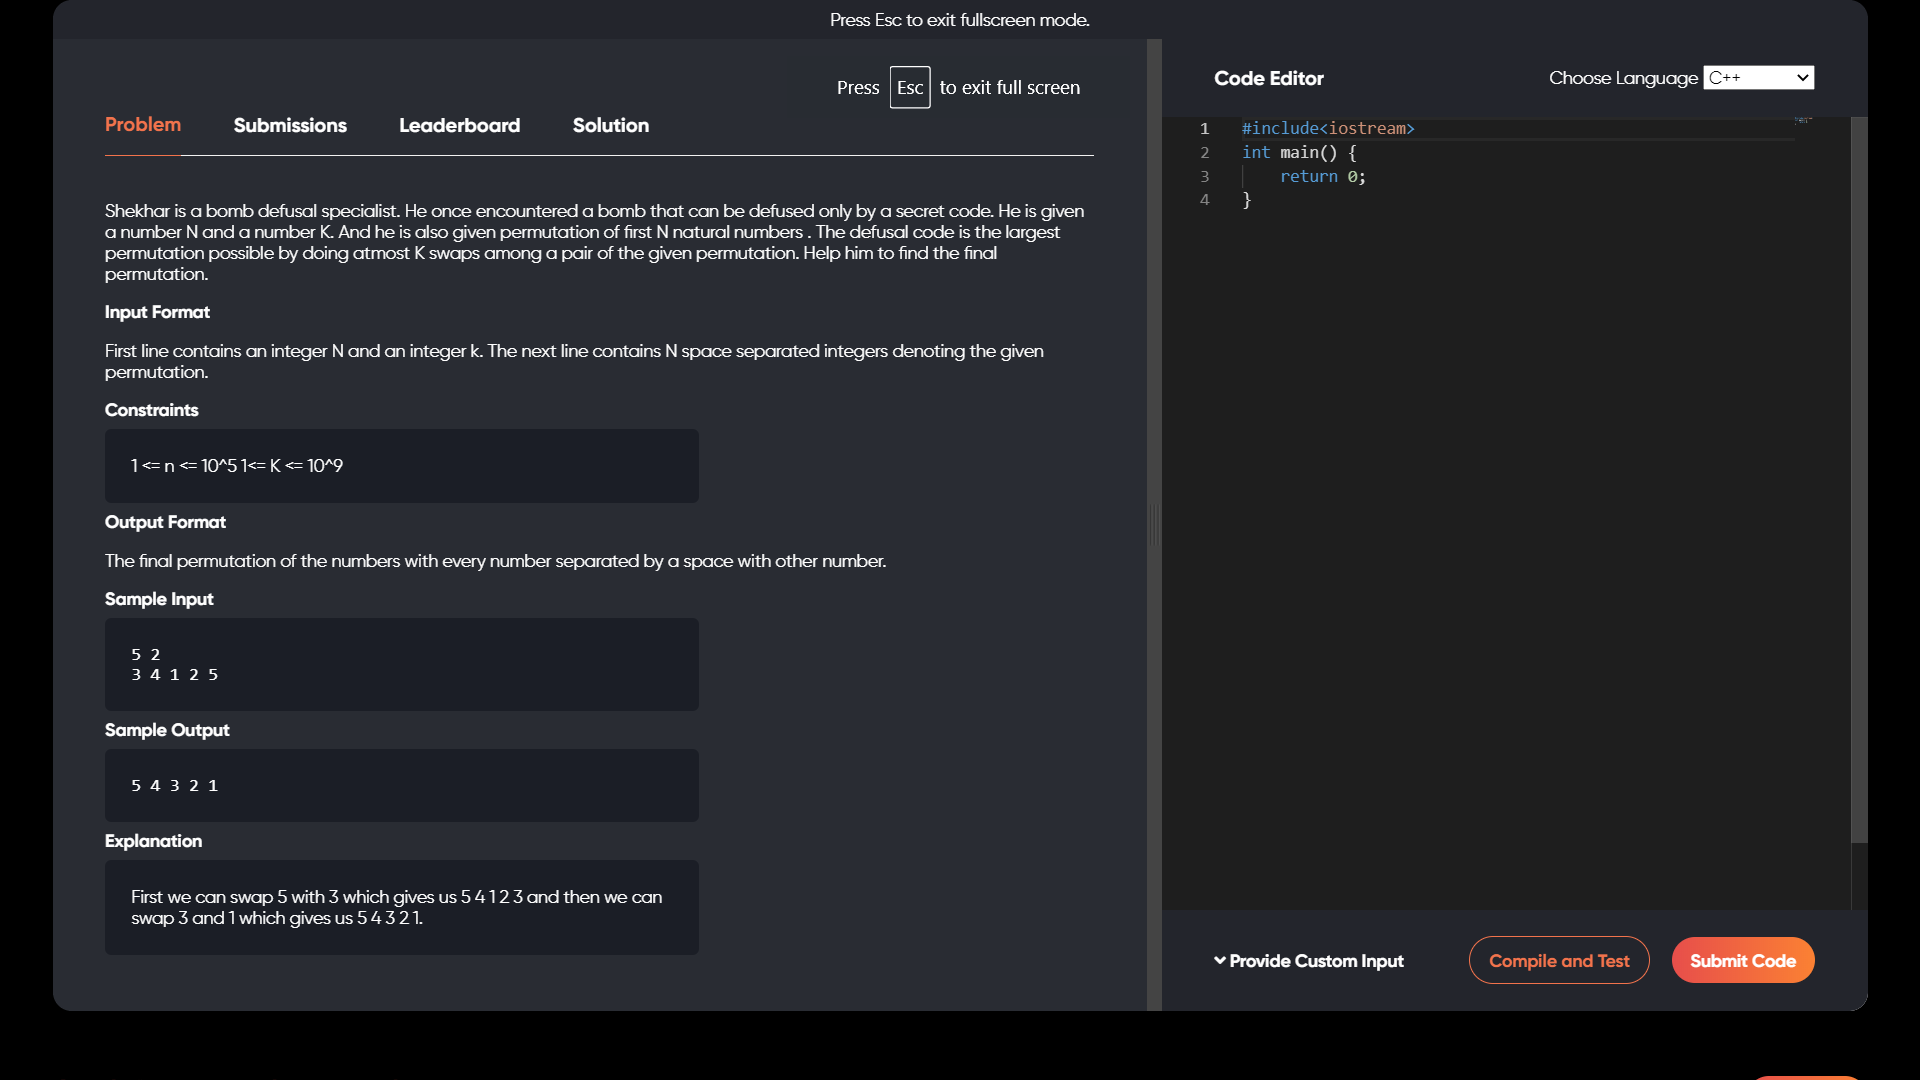 Press Esc to exit fullscreen mode.
Press Esc to exit full screen
Problem Submissions Leaderboard Solution
Shekhar is a bomb defusal specialist. He once encountered a bomb that can be defused only by a secret code. He is given
a number N and a number K. And he is also given permutation of first N natural numbers . The defusal code is the largest
permutation possible by doing atmost K swaps among a pair of the given permutation. Help him to find the final
permutation.
Input Format
First line contains an integer N and an integer k. The next line contains N space separated integers denoting the given
permutation.
Constraints
1 <= n <= 10^5 1<= K <= 10^9
Output Format
The final permutation of the numbers with every number separated by a space with other number.
Sample Input
5 2
3 4 1 2 5
Sample Output
5 4 3 2 1
Explanation
First we can swap 5 with 3 which gives us 5 4 1 2 3 and then we can
swap 3 and 1 which gives us 5 4 3 2 1.
Code Editor
Choose Language C++
1 #include<iostream>
2 int main() {
3 return 0;
4 }
Provide Custom Input
Compile and Test
Submit Code